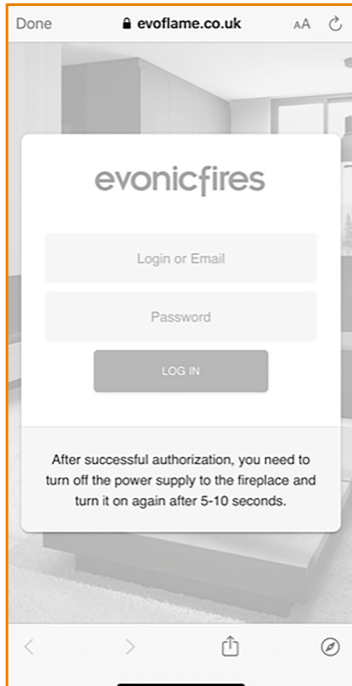 Done evoflame.co.uk AA
evonicfires
Login or Email
Password
LOG IN
After successful authorization, you need to
turn off the power supply to the fireplace and
turn it on again after 5-10 seconds.